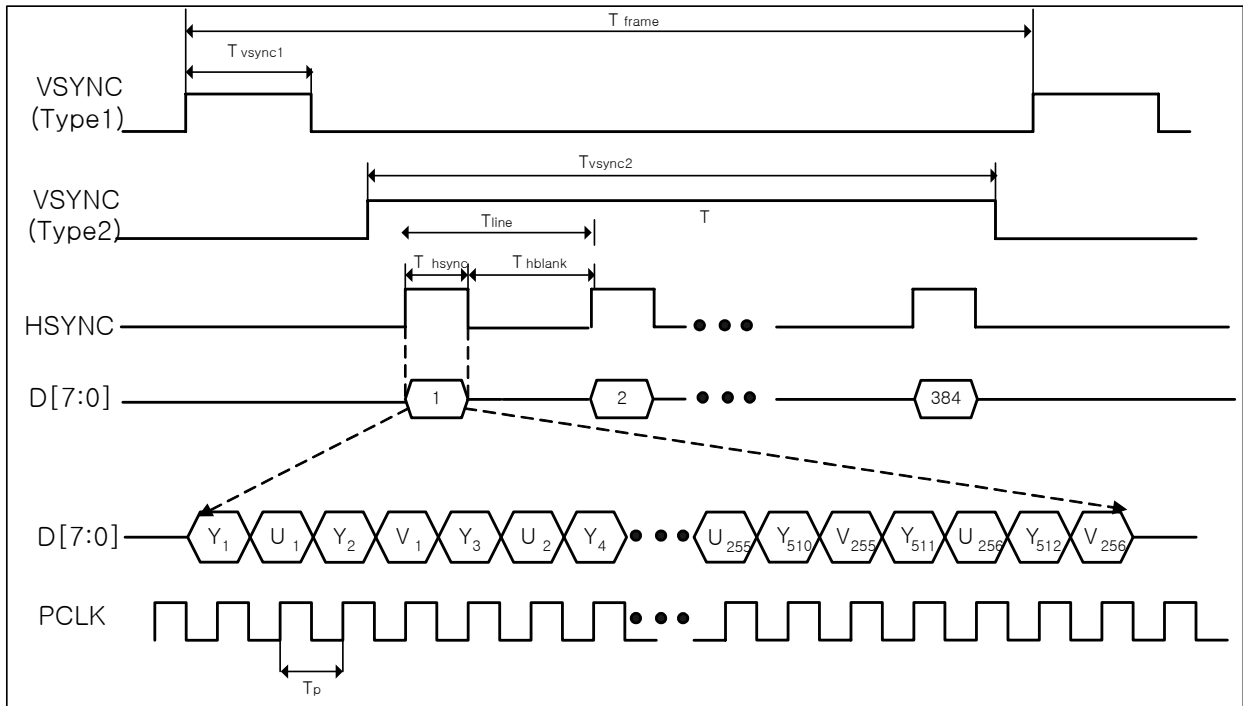 T frame
T vsync1
VSYNC
(Type1)
Tvsync2
VSYNC
(Type2)
T
Tline
T hsync
T hblank
HSYNC
D[7:0]
1
2
384
D[7:0]
Y1
U1
Y2
V1
Y3
U2
Y4
U255
Y510
V255
Y511
U256
Y512
V256
PCLK
Tp